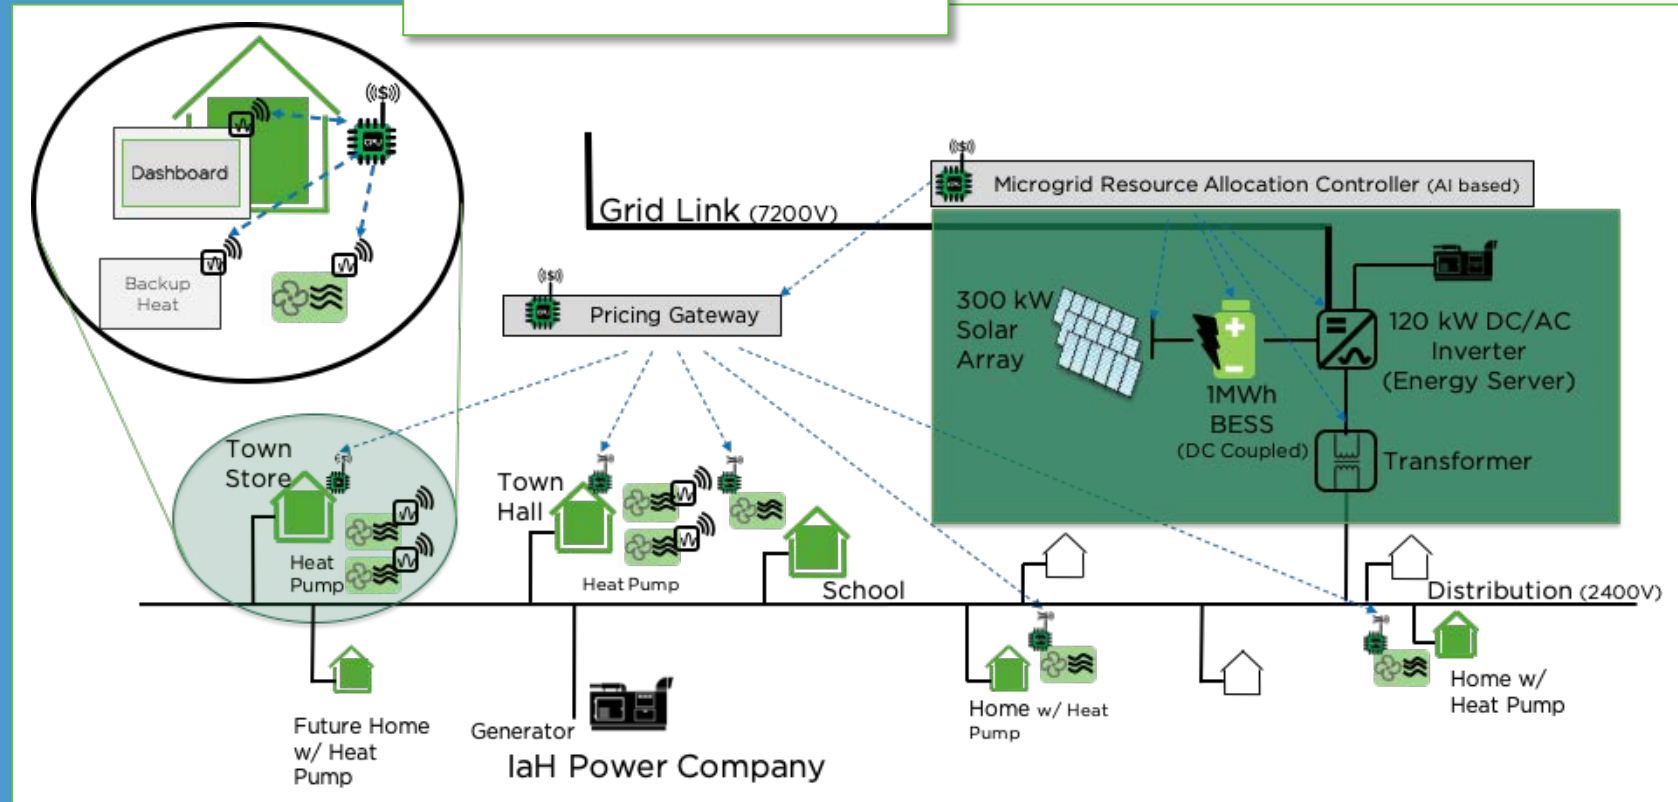 Dashboard
Backup
Heat
CPU
Grid Link (7200V)
Microgrid Resource Allocation Controller (AI based)
Pricing Gateway
300 kW
Solar
Array
1MWh
BESS
(DC Coupled)
120 kW DC/AC
Inverter
(Energy Server)
Transformer
Town
Store
Heat
Pump
Town
Hall
Heat Pump
School
Distribution (2400V)
Future Home
w/ Heat
Pump
Generator
IaH Power Company
Home w/ Heat
Pump
Home w/
Heat Pump